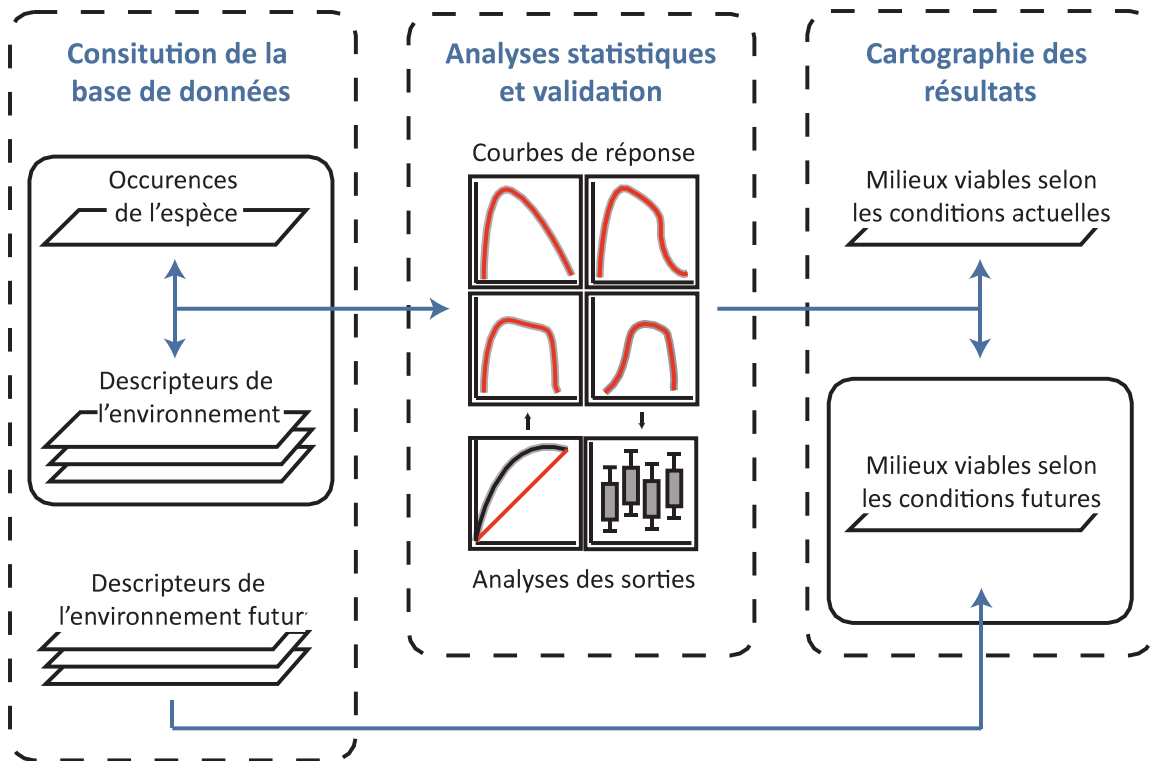 Consitution de la
base de données
Occurences
de l'espèce
Descripteurs de
l'environnement
Descripteurs de
l'environnement futur
Analyses statistiques
et validation
Courbes de réponse
Analyses des sorties
Cartographie des
résultats
Milieux viables selon
les conditions actuelles
Milieux viables selon
les conditions futures